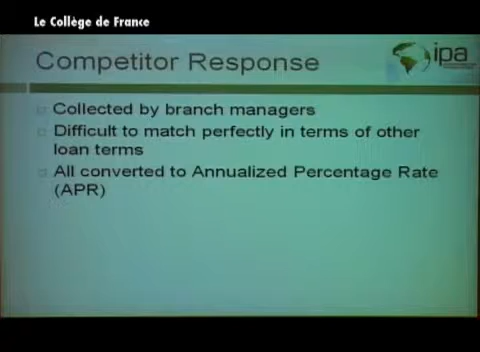 Le Collège de France
Competitor Response
ipa
Collected by branch managers
Difficult to match perfectly in terms of other
loan terms
All converted to Annualized Percentage Rate
(APR)